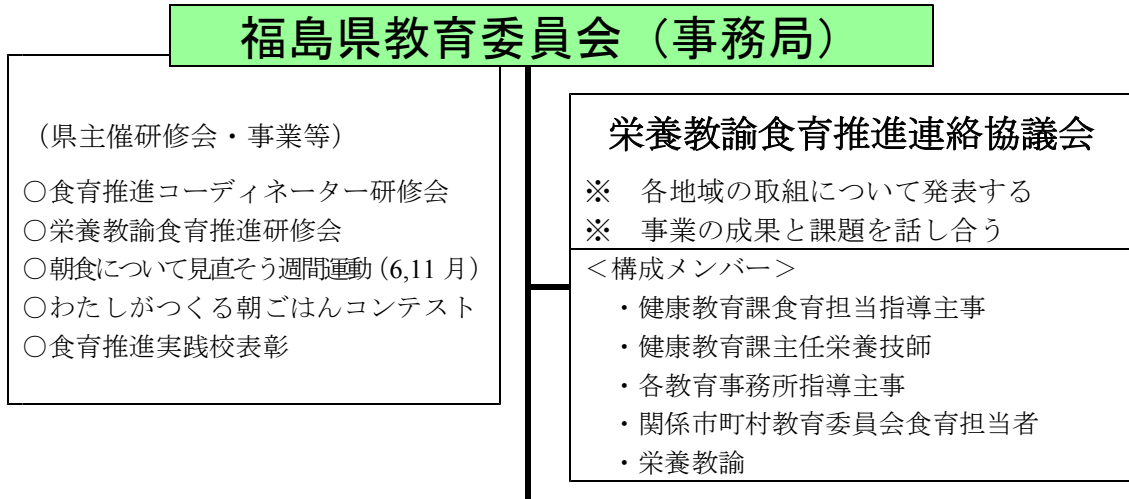 福島県教育委員会（事務局）
（県主催研修会・事業等）
○食育推進コーディネーター研修会
○栄養教諭食育推進研修会
○朝食について見直そう週間運動（6,11 月）
○わたしがつくる朝ごはんコンテスト
○食育推進実践校表彰
栄養教諭食育推進連絡協議会
※　各地域の取組について発表する
※　事業の成果と課題を話し合う
＜構成メンバー＞
・健康教育課食育担当指導主事
・健康教育課主任栄養技師
・各教育事務所指導主事
・関係市町村教育委員会食育担当者
・栄養教諭